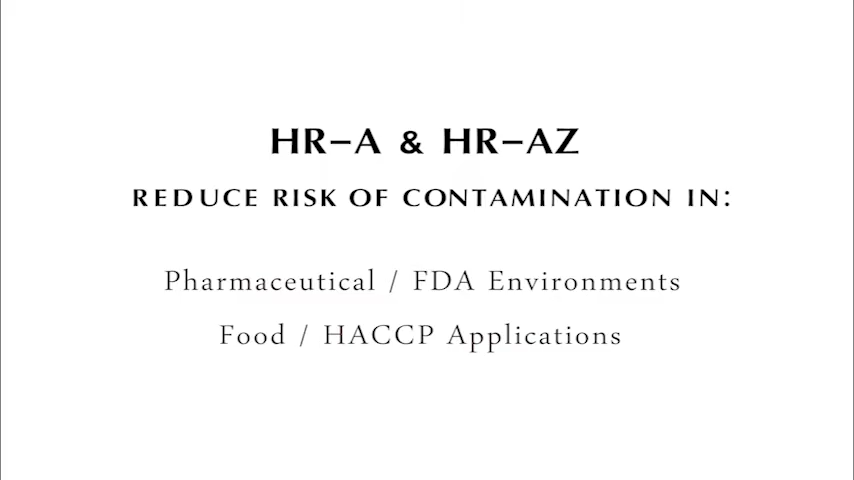 HR–A & HR–AZ
REDUCE RISK OF CONTAMINATION IN:
Pharmaceutical / FDA Environments
Food / HACCP Applications